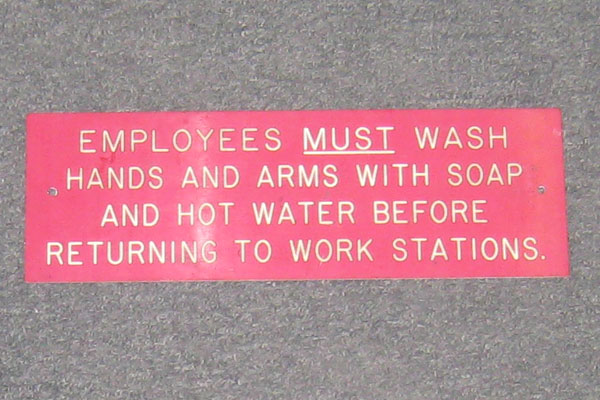 EMPLOYEES MUST WASH
HANDS AND ARMS WITH SOAP
AND HOT WATER BEFORE
RETURNING TO WORK STATIONS.